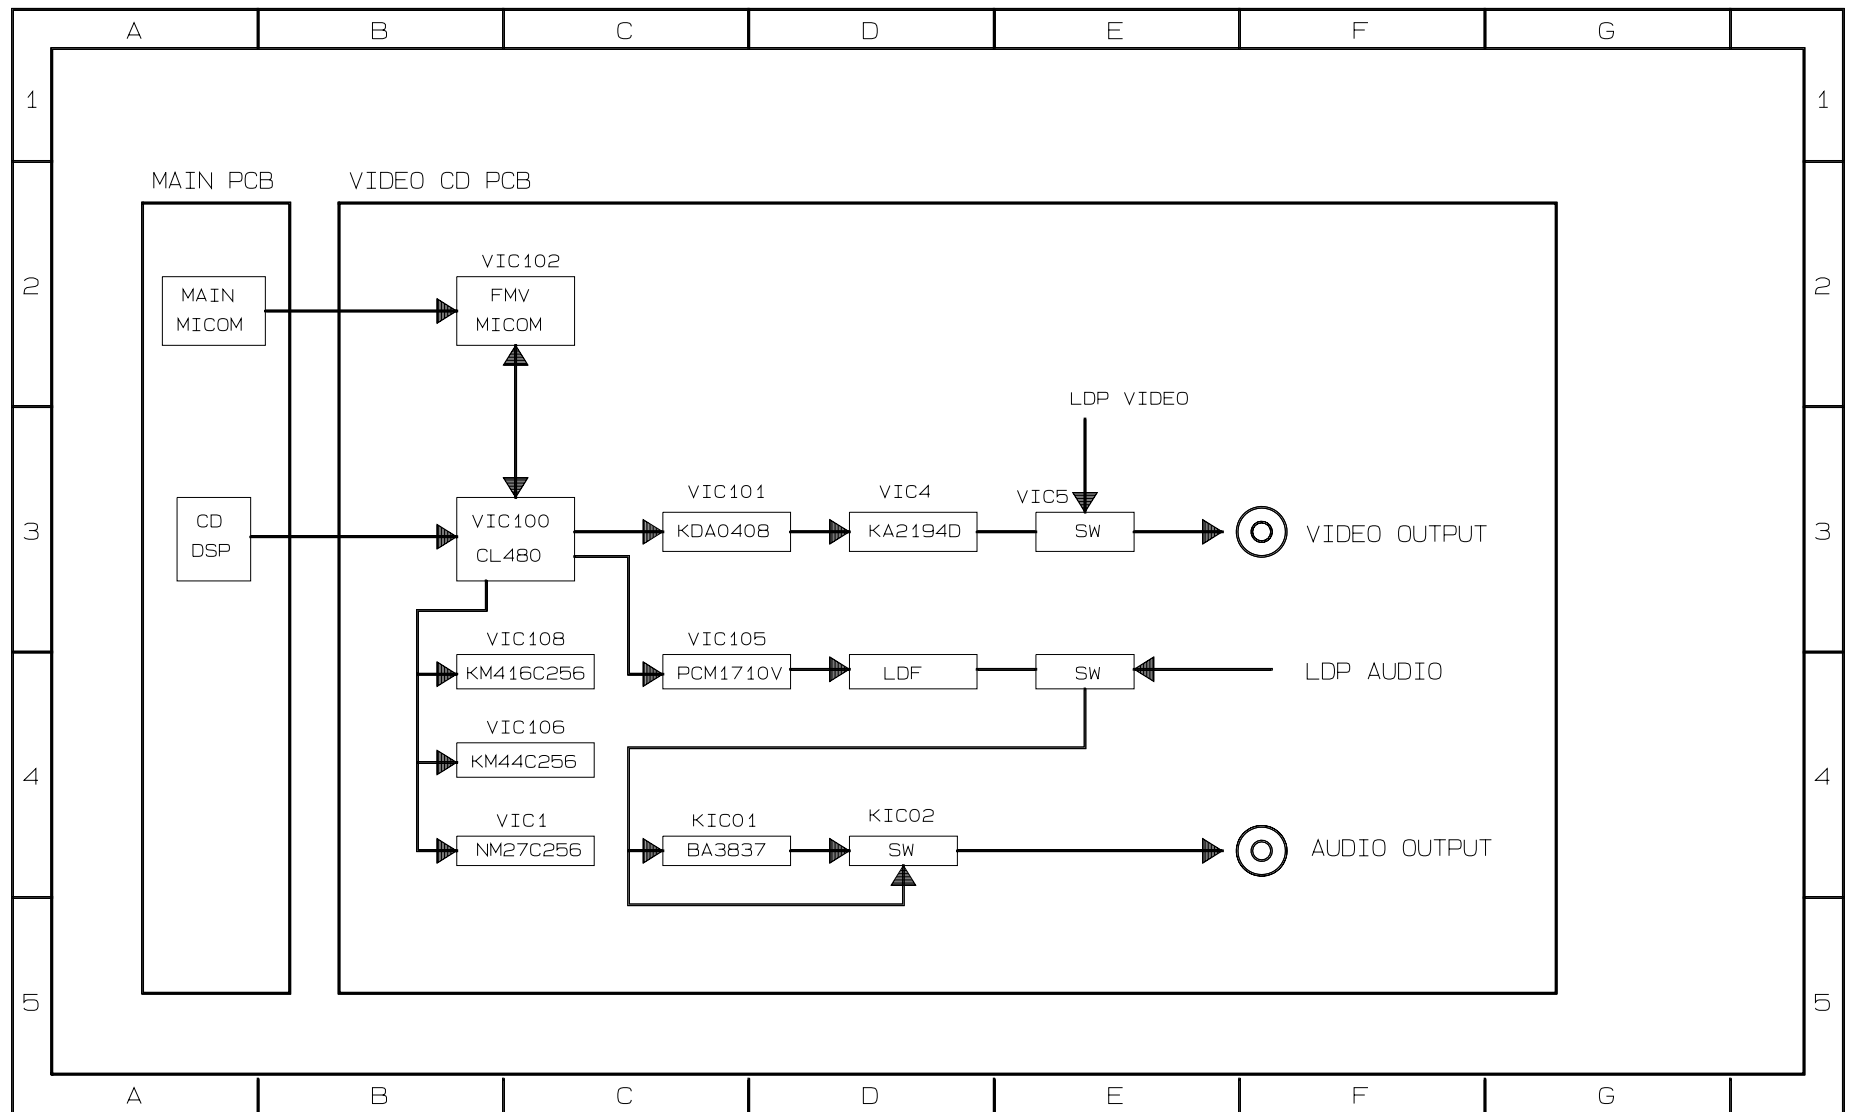 A B C D E F G
1 1
MAIN PCB VIDEO CD PCB
VIC102
2 2
MAIN
MICOM
FMV
MICOM
LDP VIDEO
VIC101 VIC4 VIC5
3 3
CD
DSP
VIC100
CL480
KDA0408 KA2194D SW VIDEO OUTPUT
VIC108 VIC105
KM416C256 PCM1710V LDF SW LDP AUDIO
VIC106
KM44C256
4 4
VIC1 KIC01 KIC02
NM27C256 BA3837 SW AUDIO OUTPUT
5 5
A B C D E F G